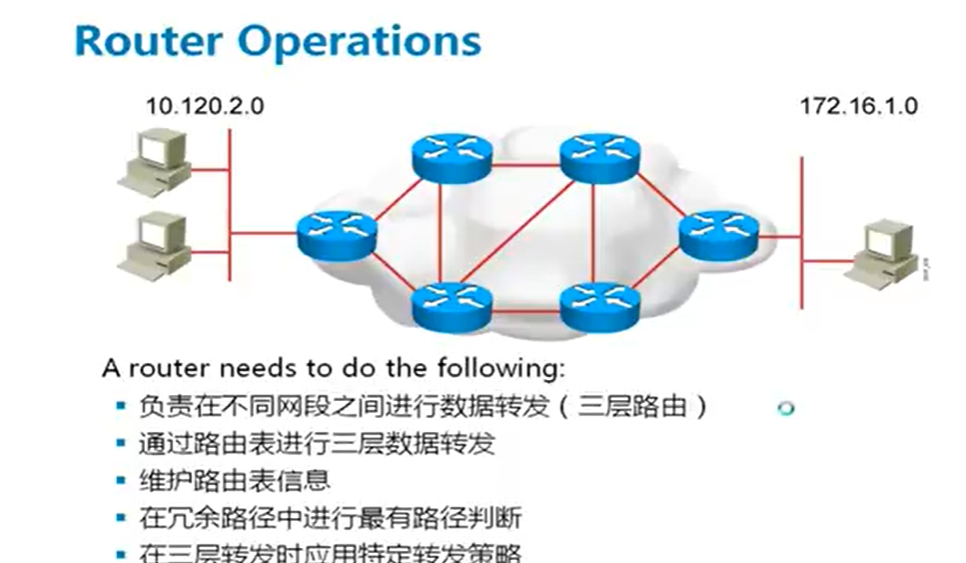 Router Operations
10.120.2.0
172.16.1.0
A router needs to do the following:
负责在不同网段之间进行数据转发（三层路由）
通过路由表进行三层数据转发
维护路由表信息
在冗余路径中进行最有路径判断
在三层转发时应用特定转发策略